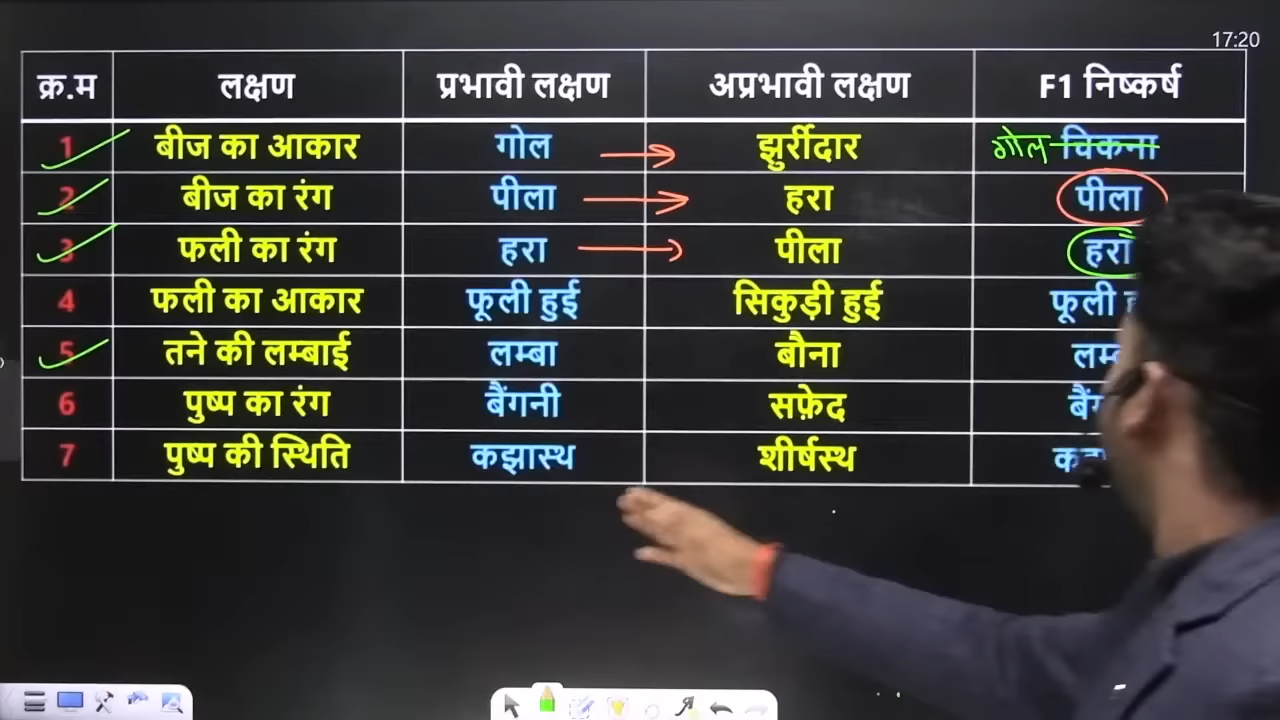 17:20
क्र.म लक्षण प्रभावी लक्षण अप्रभावी लक्षण F1 निष्कर्ष
1 बीज का आकार गोल झुर्रीदार गोल चिकना
2 बीज का रंग पीला हरा पीला
3 फली का रंग हरा पीला हरा
4 फली का आकार फूली हुई सिकुड़ी हुई फूली
5 तने की लम्बाई लम्बा बौना
6 पुष्प का रंग बैंगनी सफ़ेद
7 पुष्प की स्थिति कझास्थ शीर्षस्थ